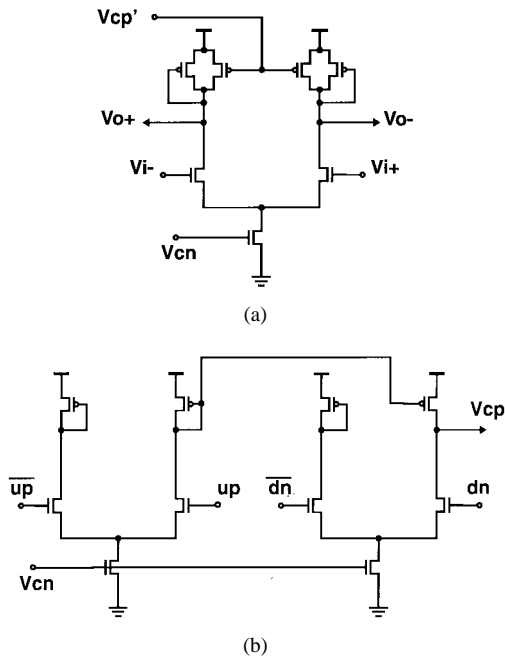 Vcp'
Vo+
Vo-
Vi-
Vi+
Vcn
(a)
Vcp
up
up
dn
dn
Vcn
(b)